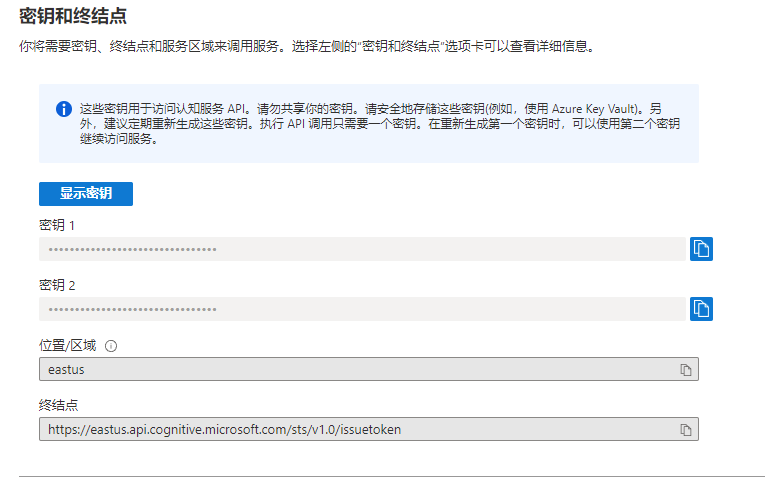 密钥和终结点
你将需要密钥、终结点和服务区域来调用服务。选择左侧的"密钥和终结点"选项卡可以查看详细信息。
这些密钥用于访问认知服务 API。请勿共享你的密钥。请安全地存储这些密钥(例如，使用 Azure Key Vault)。另
外，建议定期重新生成这些密钥。执行 API 调用只需要一个密钥。在重新生成第一个密钥时，可以使用第二个密钥
继续访问服务。
显示密钥
密钥 1
•••••••••••••••••••••••••••••••
密钥 2
•••••••••••••••••••••••••••••••
位置/区域
eastus
终结点
https://eastus.api.cognitive.microsoft.com/sts/v1.0/issuetoken